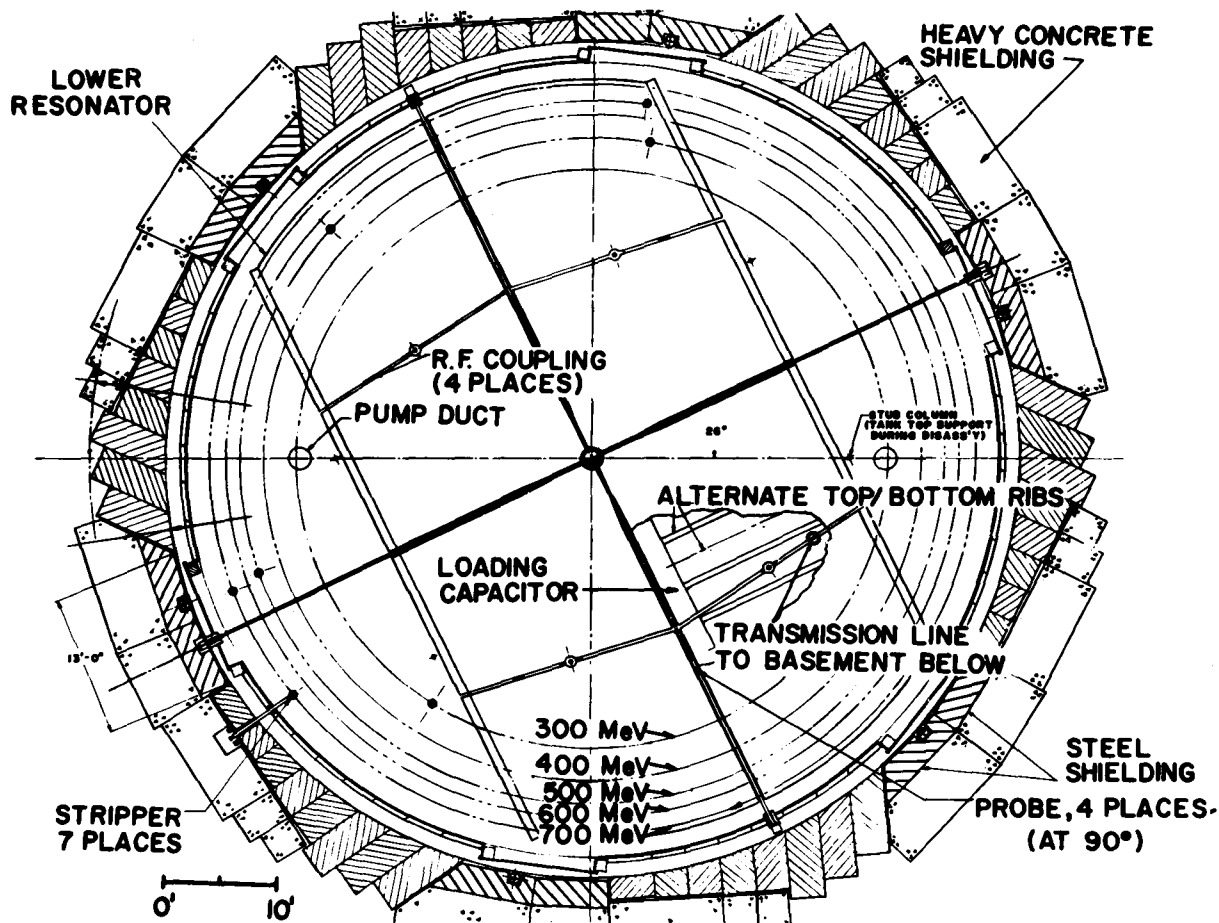 HEAVY CONCRETE
SHIELDING
LOWER
RESONATOR
R.F. COUPLING
(4 PLACES)
PUMP DUCT
STUB COLUMN
(TANK TOP SUPPORT
DURING DISASS'Y)
26°
ALTERNATE TOP/BOTTOM RIBS
LOADING
CAPACITOR
TRANSMISSION LINE
TO BASEMENT BELOW
13'-0"
300 MeV
400 MeV
500 MeV
600 MeV
700 MeV
STEEL
SHIELDING
PROBE, 4 PLACES
(AT 90°)
STRIPPER
7 PLACES
0' 10'